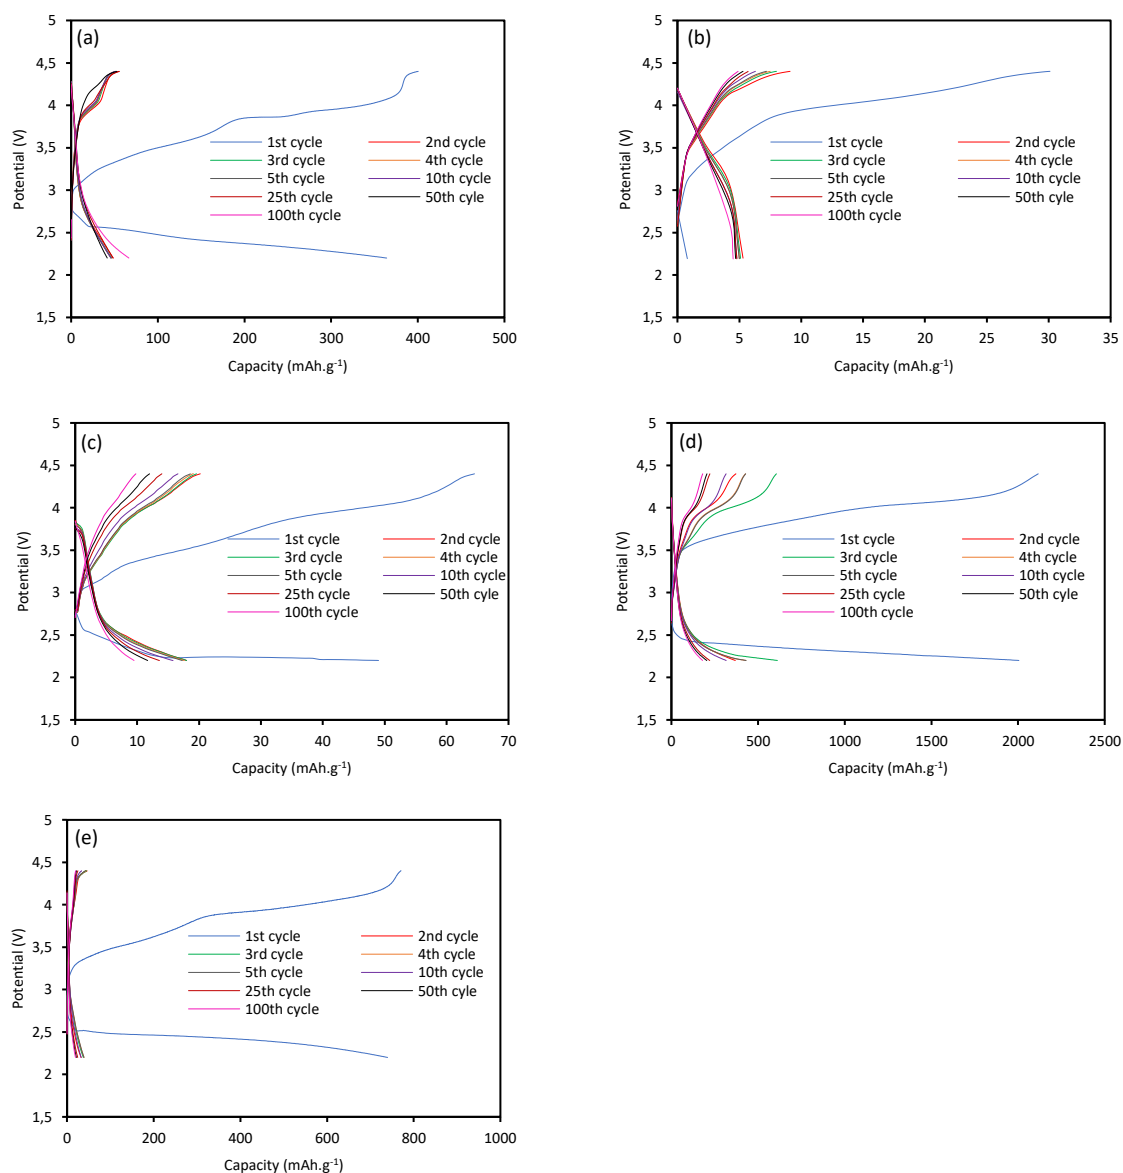 (a)
5
4,5
4
3,5
3
2,5
2
1,5
Potential (V)
1st cycle 2nd cycle
3rd cycle 4th cycle
5th cycle 10th cycle
25th cycle 50th cyle
100th cycle
0 100 200 300 400 500
Capacity (mAh.g-1)
(b)
5
4,5
4
3,5
3
2,5
2
1,5
Potential (V)
1st cycle 2nd cycle
3rd cycle 4th cycle
5th cycle 10th cycle
25th cycle 50th cyle
100th cycle
0 5 10 15 20 25 30 35
Capacity (mAh.g-1)
(c)
5
4,5
4
3,5
3
2,5
2
1,5
Potential (V)
1st cycle 2nd cycle
3rd cycle 4th cycle
5th cycle 10th cycle
25th cycle 50th cyle
100th cycle
0 10 20 30 40 50 60 70
Capacity (mAh.g-1)
(d)
5
4,5
4
3,5
3
2,5
2
1,5
Potential (V)
1st cycle 2nd cycle
3rd cycle 4th cycle
5th cycle 10th cycle
25th cycle 50th cyle
100th cycle
0 500 1000 1500 2000 2500
Capacity (mAh.g-1)
(e)
5
4,5
4
3,5
3
2,5
2
1,5
Potential (V)
1st cycle 2nd cycle
3rd cycle 4th cycle
5th cycle 10th cycle
25th cycle 50th cyle
100th cycle
0 200 400 600 800 1000
Capacity (mAh.g-1)